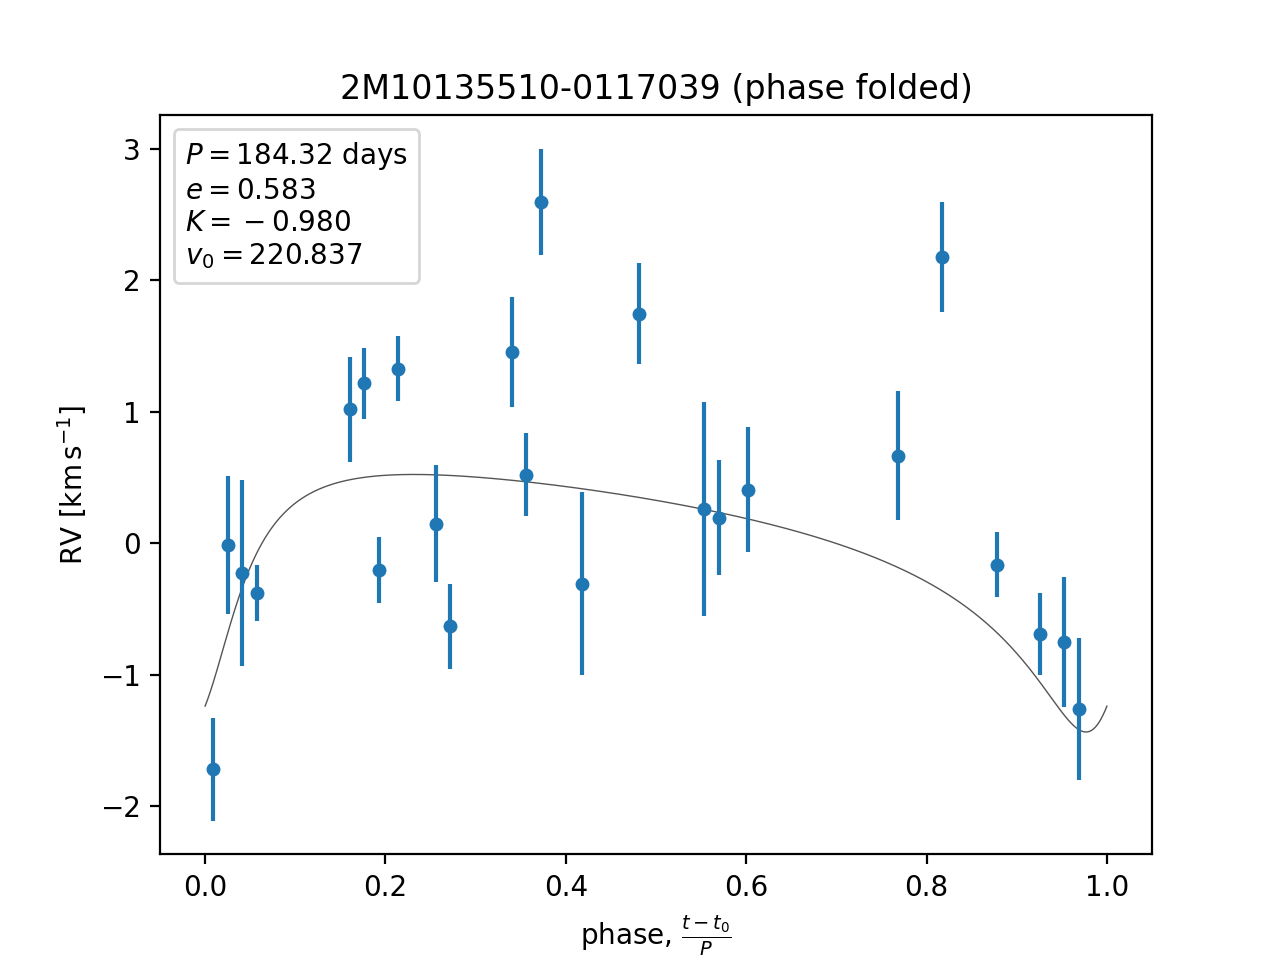 2M10135510-0117039 (phase folded)
P = 184.32 days
e = 0.583
K = −0.980
v₀ = 220.837
3
2
1
0
−1
−2
RV [km s⁻¹]
0.0 0.2 0.4 0.6 0.8 1.0
phase, (t − t₀)/P